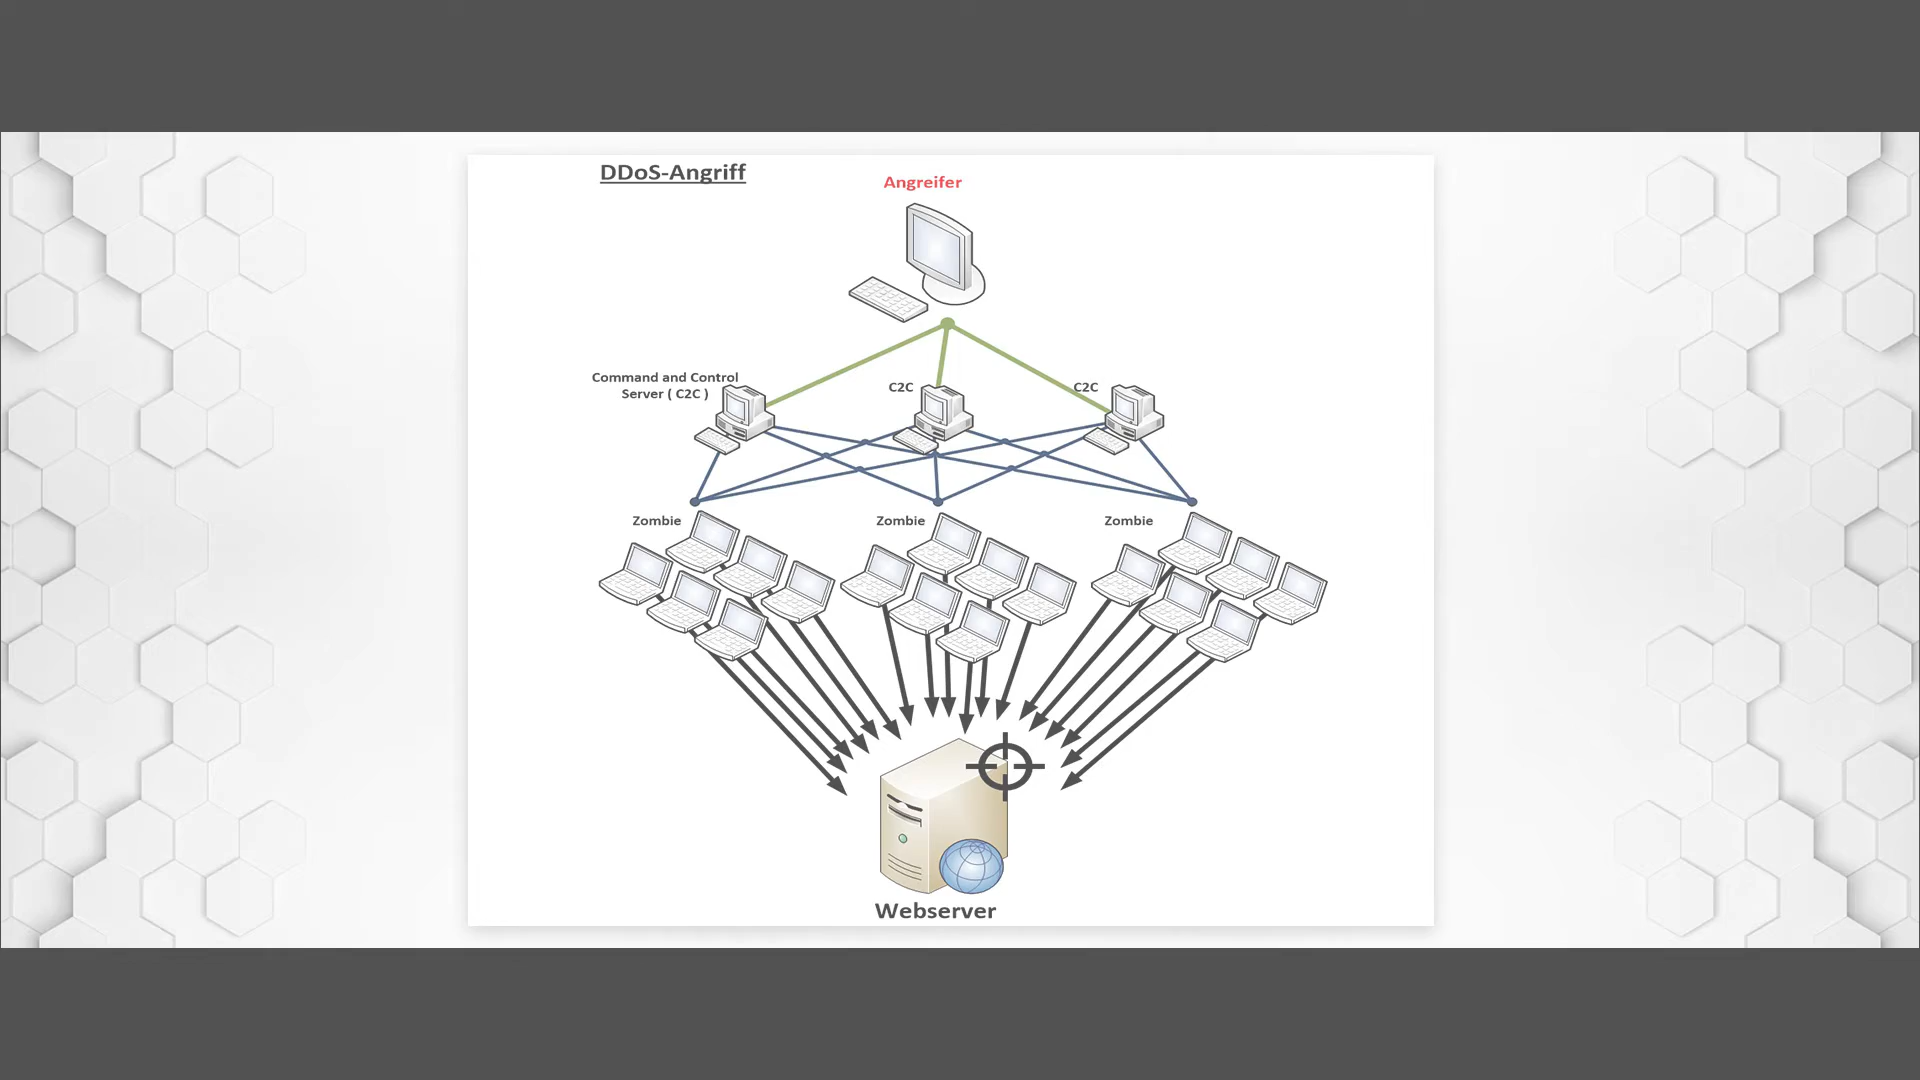 DDoS-Angriff
Angreifer
Command and Control
Server ( C2C )
C2C
C2C
Zombie
Zombie
Zombie
Webserver